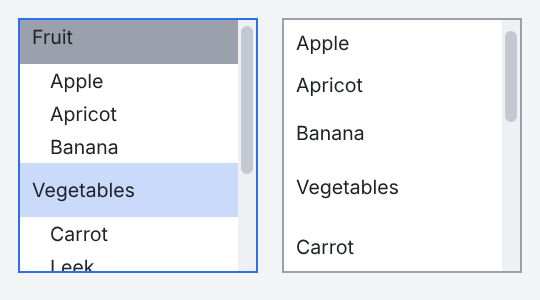 Fruit
Apple
Apricot
Banana
Vegetables
Carrot
Leek
Apple
Apricot
Banana
Vegetables
Carrot